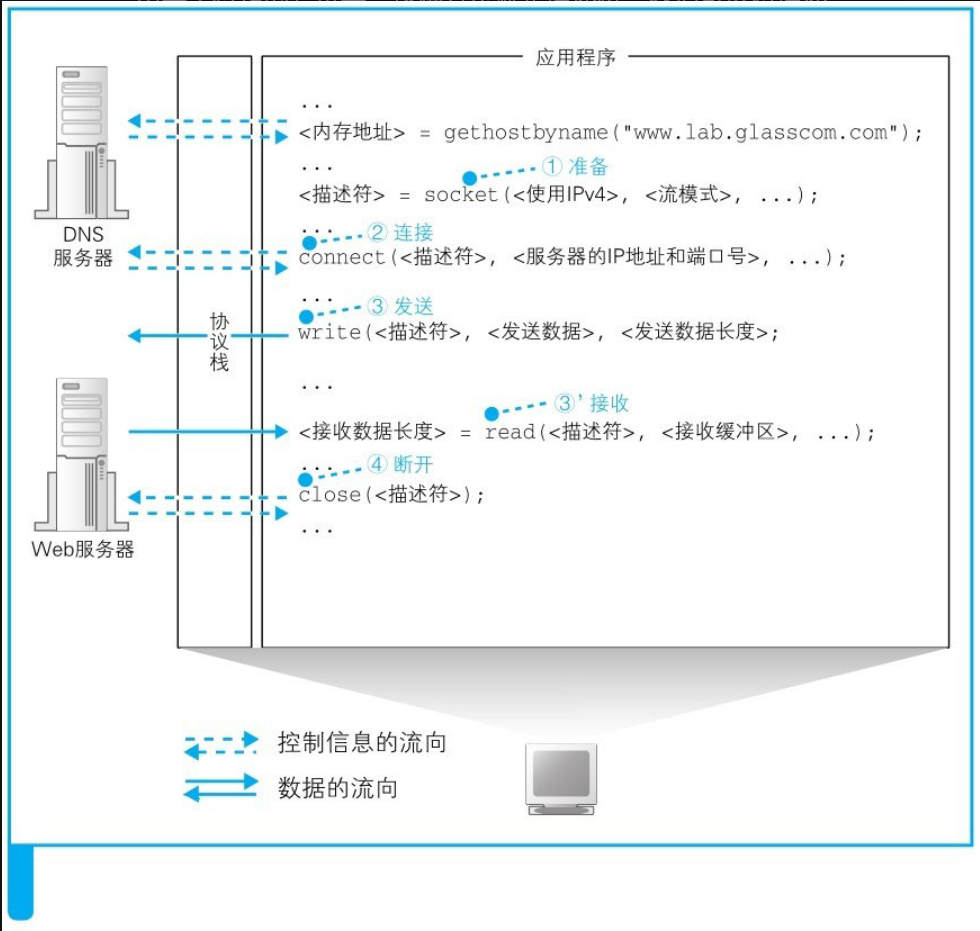 应用程序
...
<内存地址> = gethostbyname("www.lab.glasscom.com");
...
① 准备
<描述符> = socket(<使用IPv4>, <流模式>, ...);
DNS
服务器
...
② 连接
connect(<描述符>, <服务器的IP地址和端口号>, ...);
...
③ 发送
协议栈
write(<描述符>, <发送数据>, <发送数据长度>;
...
③’接收
<接收数据长度> = read(<描述符>, <接收缓冲区>, ...);
...
④ 断开
close(<描述符>);
...
Web服务器
控制信息的流向
数据的流向